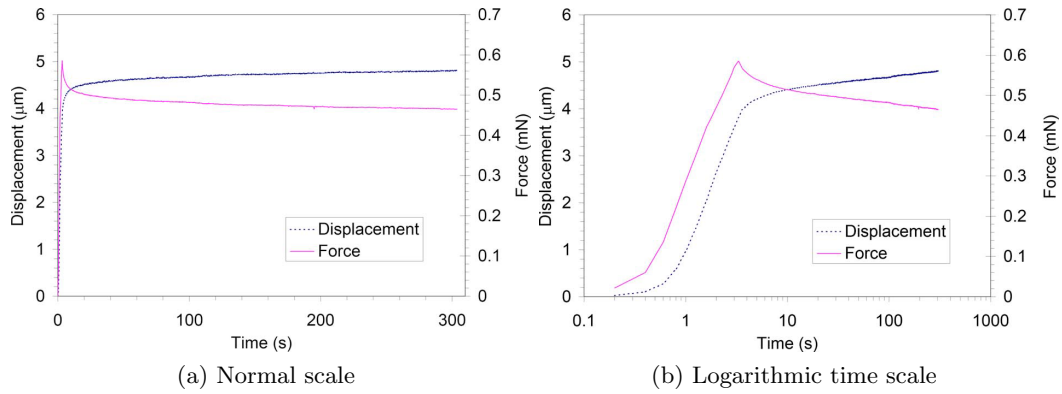 6
5
4
3
2
1
0
Displacement (μm)
0.7
0.6
0.5
0.4
0.3
0.2
0.1
0
Force (mN)
Displacement
Force
0 100 200 300
Time (s)
(a) Normal scale
6
5
4
3
2
1
0
Displacement (μm)
0.7
0.6
0.5
0.4
0.3
0.2
0.1
0
Force (mN)
Displacement
Force
0.1 1 10 100 1000
Time (s)
(b) Logarithmic time scale